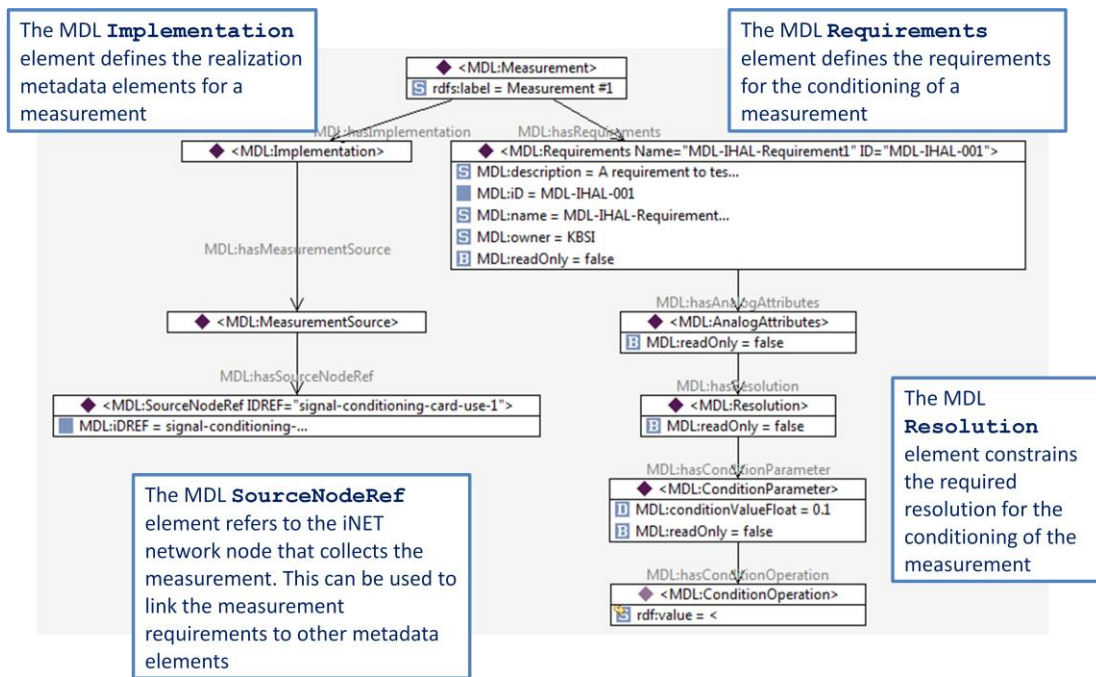 The MDL Implementation
element defines the realization
metadata elements for a
measurement
The MDL Requirements
element defines the requirements
for the conditioning of a
measurement
<MDL:Measurement>
S rdfs:label = Measurement #1
MDL:hasImplementation
MDL:hasRequirements
<MDL:Implementation>
<MDL:Requirements Name="MDL-IHAL-Requirement1" ID="MDL-IHAL-001">
S MDL:description = A requirement to tes...
MDL:iD = MDL-IHAL-001
S MDL:name = MDL-IHAL-Requirement...
S MDL:owner = KBSI
B MDL:readOnly = false
MDL:hasMeasurementSource
MDL:hasAnalogAttributes
<MDL:MeasurementSource>
<MDL:AnalogAttributes>
B MDL:readOnly = false
MDL:hasSourceNodeRef
MDL:hasResolution
<MDL:SourceNodeRef IDREF="signal-conditioning-card-use-1">
MDL:iDREF = signal-conditioning-...
<MDL:Resolution>
B MDL:readOnly = false
MDL:hasConditionParameter
<MDL:ConditionParameter>
D MDL:conditionValueFloat = 0.1
B MDL:readOnly = false
MDL:hasConditionOperation
<MDL:ConditionOperation>
S rdf:value = <
The MDL
Resolution
element constrains
the required
resolution for the
conditioning of the
measurement
The MDL SourceNodeRef
element refers to the iNET
network node that collects the
measurement. This can be used to
link the measurement
requirements to other metadata
elements